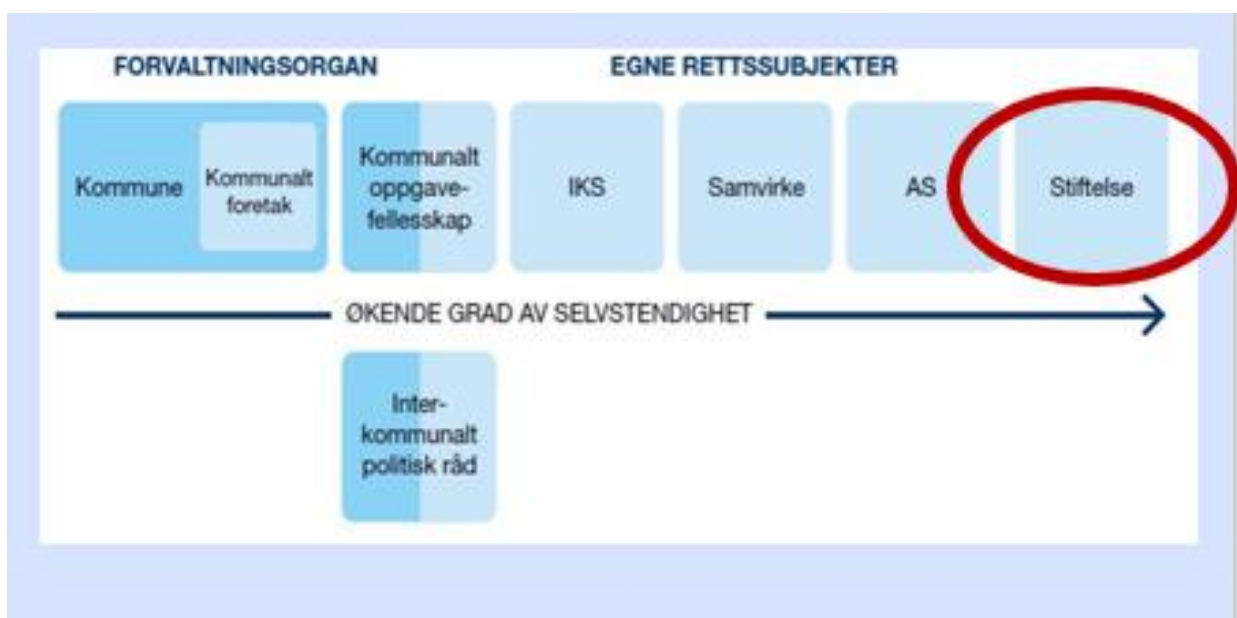 FORVALTNINGSORGAN
EGNE RETTSSUBJEKTER
Kommune
Kommunalt
foretak
Kommunalt
oppgave-
fellesskap
IKS
Samvirke
AS
Stiftelse
ØKENDE GRAD AV SELVSTENDIGHET
Inter-
kommunalt
politisk råd